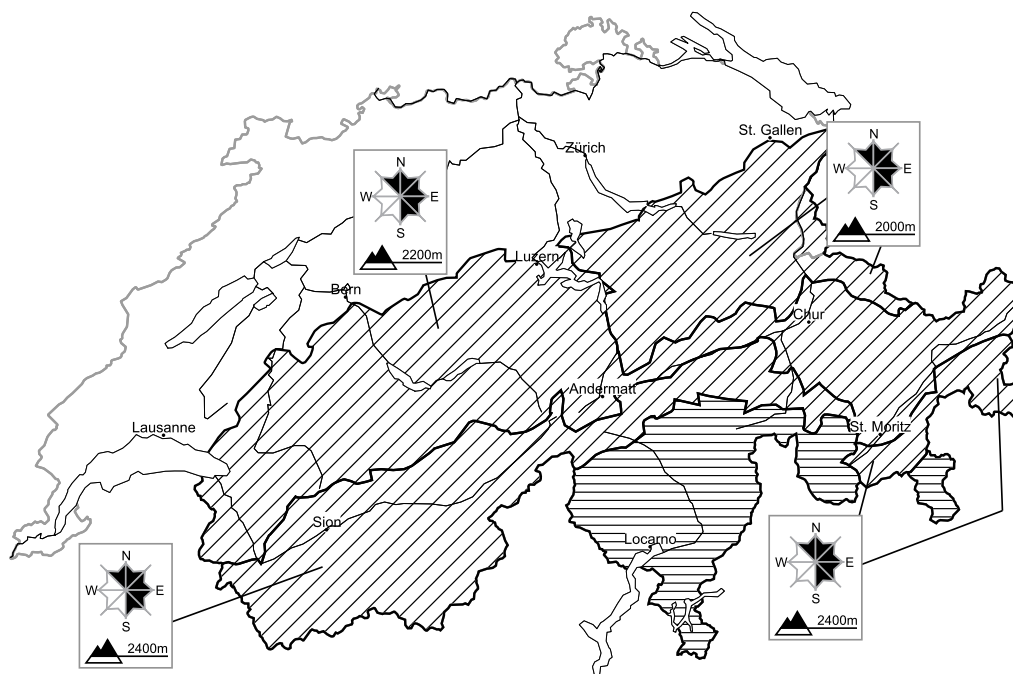 St. Gallen
Zürich
N
W E
S
2000m
N
W E
S
2200m
Luzern
Bern
Chur
Andermatt
Lausanne
St. Moritz
Sion
Locarno
N
W E
S
2400m
N
W E
S
2400m